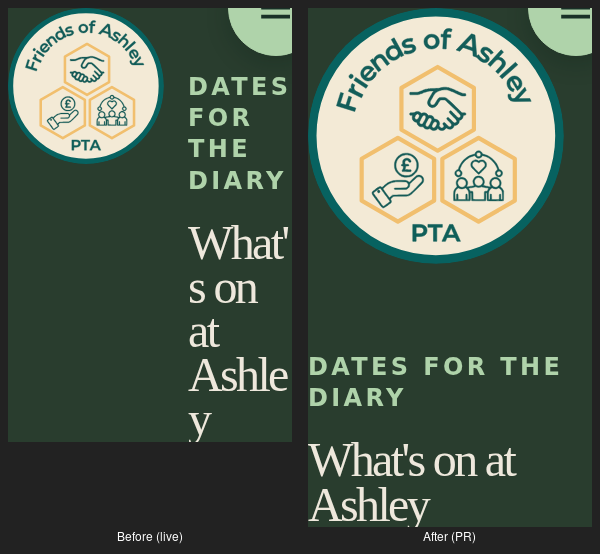 Friends of Ashley
£
PTA
DATES
FOR
THE
DIARY
What'
s on
at
Ashle
y
Before (live)
Friends of Ashley
£
PTA
DATES FOR THE
DIARY
What's on at
Ashley
After (PR)